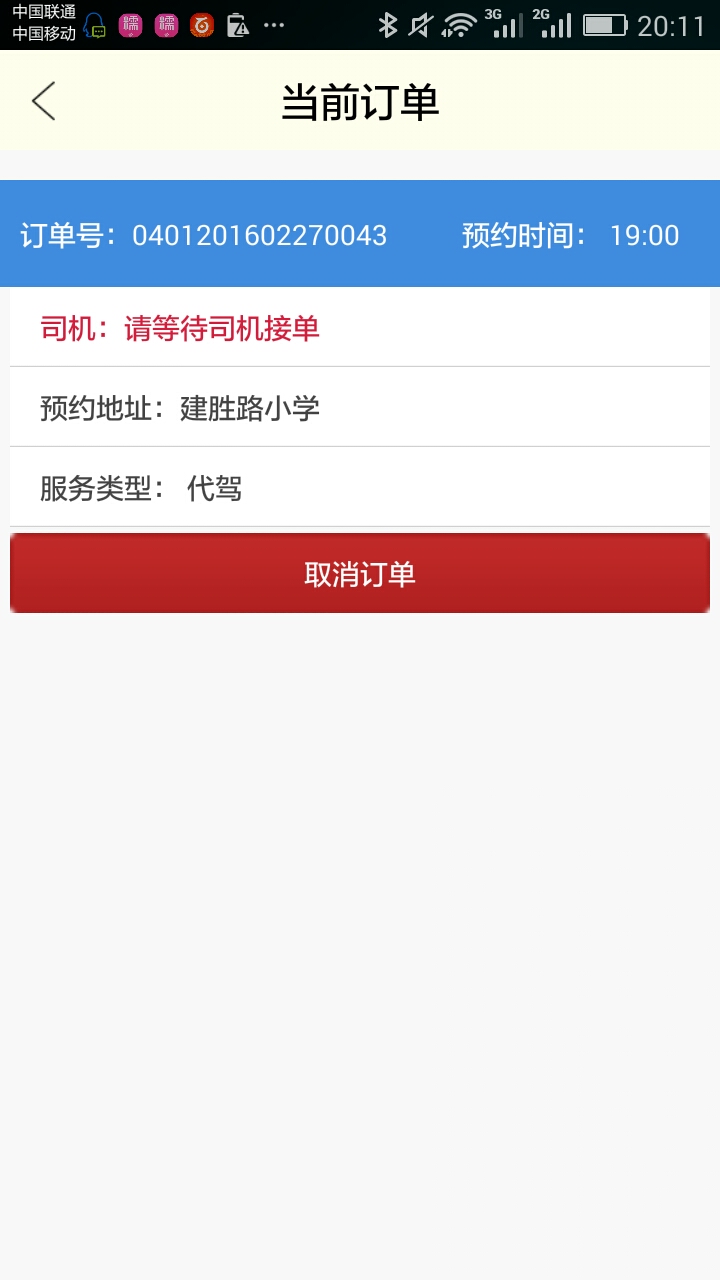 中国联通
中国移动
3G 2G 20:11
当前订单
订单号：0401201602270043 预约时间： 19:00
司机：请等待司机接单
预约地址：建胜路小学
服务类型： 代驾
取消订单